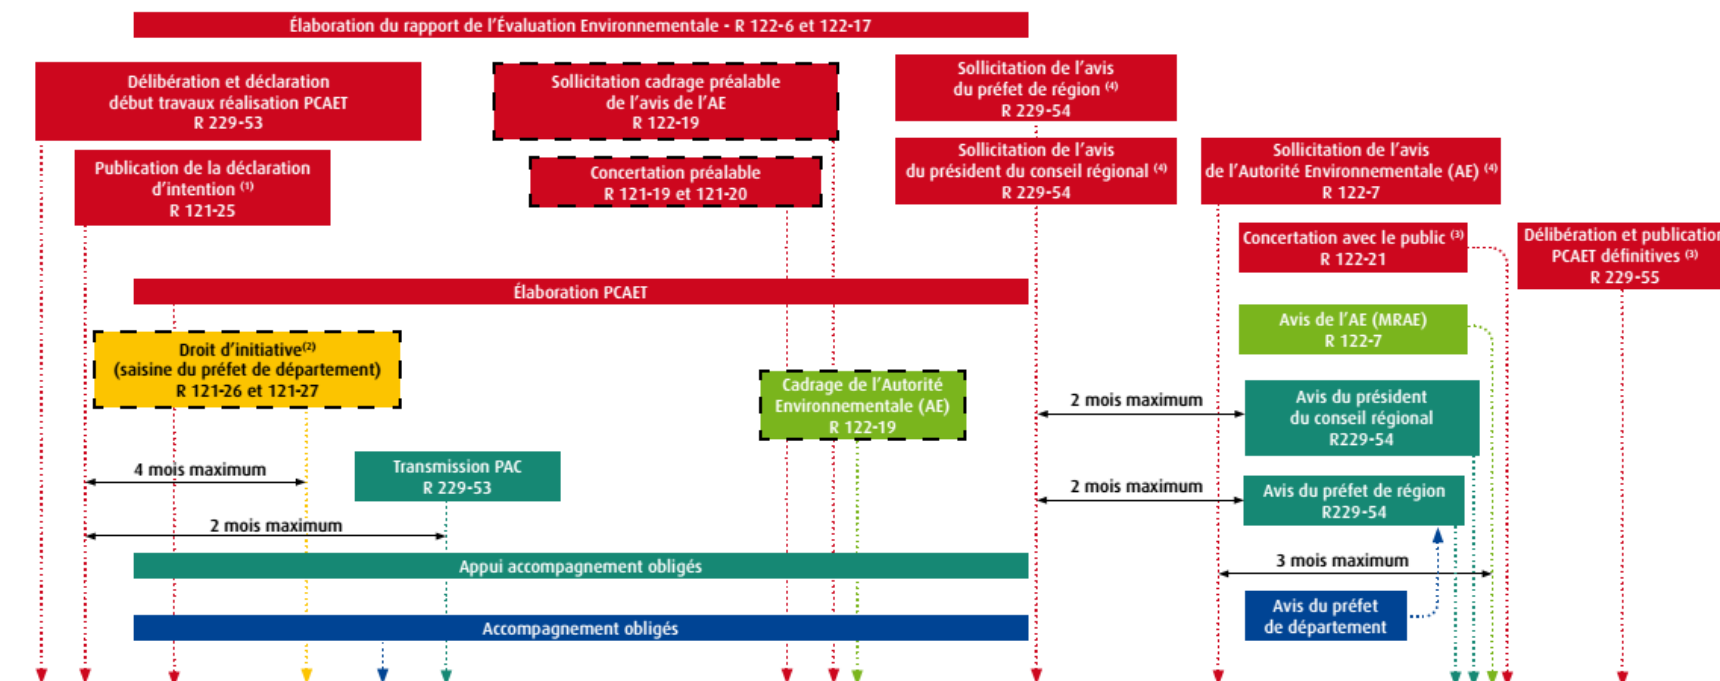 Élaboration du rapport de l'Évaluation Environnementale - R 122-6 et 122-17
Délibération et déclaration
début travaux réalisation PCAET
R 229-53
Publication de la déclaration
d'intention (1)
R 121-25
Sollicitation cadrage préalable
de l'avis de l'AE
R 122-19
Concertation préalable
R 121-19 et 121-20
Sollicitation de l'avis
du préfet de région (4)
R 229-54
Sollicitation de l'avis
du président du conseil régional (4)
R 229-54
Sollicitation de l'avis
de l'Autorité Environnementale (AE) (4)
R 122-7
Concertation avec le public (3)
R 122-21
Délibération et publication
PCAET définitives (3)
R 229-55
Élaboration PCAET
Droit d'initiative(2)
(saisine du préfet de département)
R 121-26 et 121-27
Avis de l'AE (MRAE)
R 122-7
Cadrage de l'Autorité
Environnementale (AE)
R 122-19
2 mois maximum
Avis du président
du conseil régional
R229-54
4 mois maximum
Transmission PAC
R 229-53
2 mois maximum
Avis du préfet de région
R229-54
2 mois maximum
Appui accompagnement obligés
3 mois maximum
Avis du préfet
de département
Accompagnement obligés